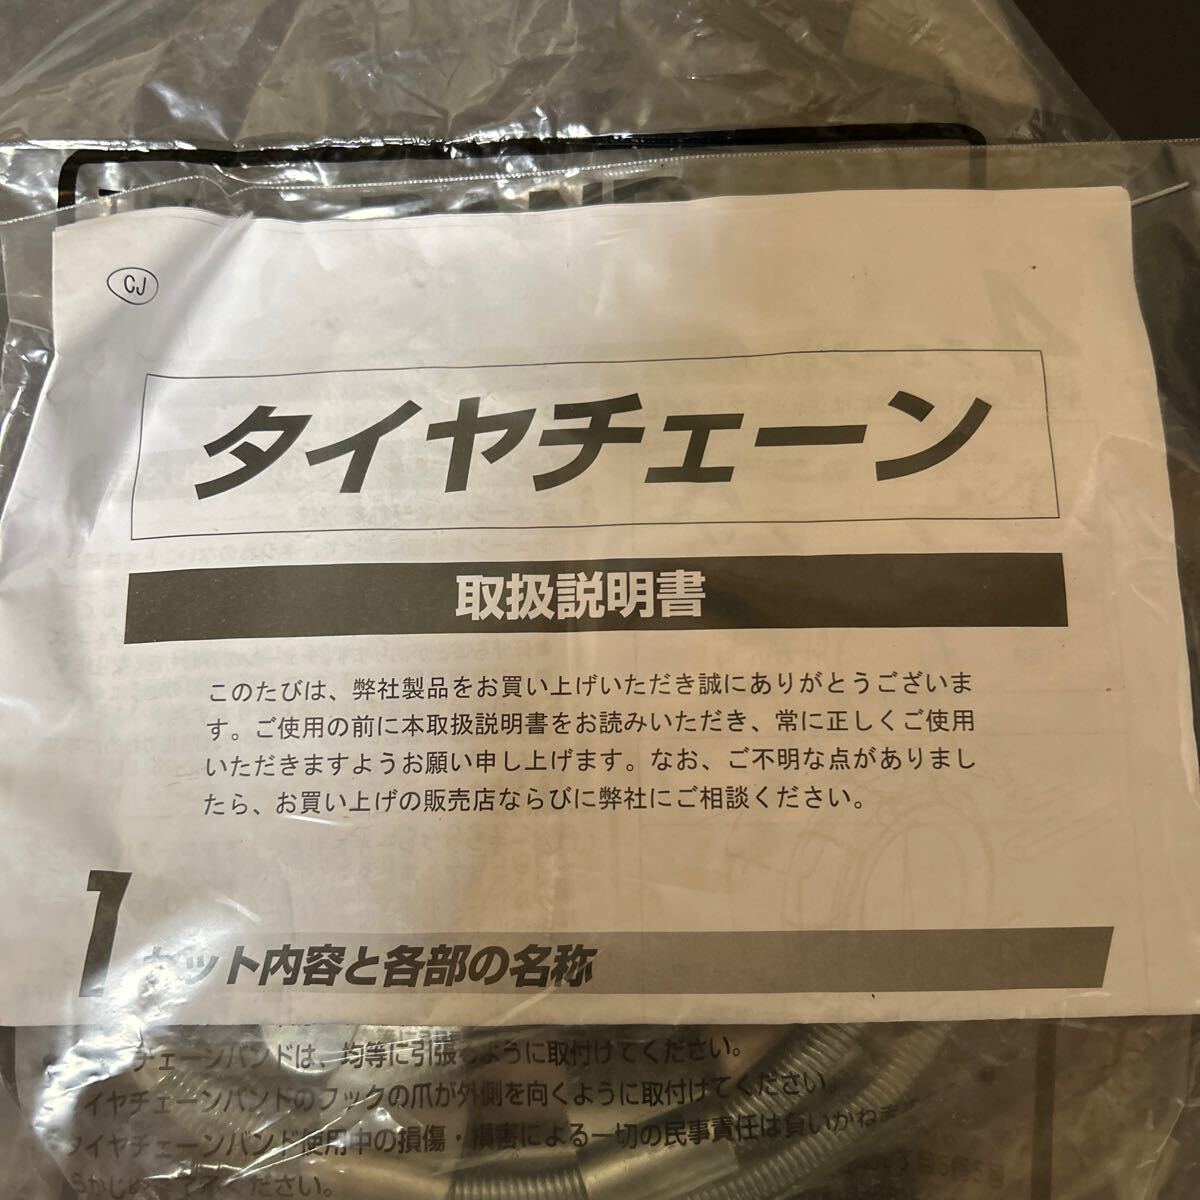 CJ
タイヤチェーン
取扱説明書
このたびは、弊社製品をお買い上げいただき誠にありがとうございま
す。ご使用の前に本取扱説明書をお読みいただき、常に正しくご使用
いただきますようお願い申し上げます。なお、ご不明な点がありまし
たら、お買い上げの販売店ならびに弊社にご相談ください。
1 セット内容と各部の名称
チェーンバンドは、均等に引張るように取付けてください。
タイヤチェーンバンドのフックの爪が外側を向くように取付けてください。
タイヤチェーンバンド使用中の損傷・損害による一切の民事責任は負いかねま